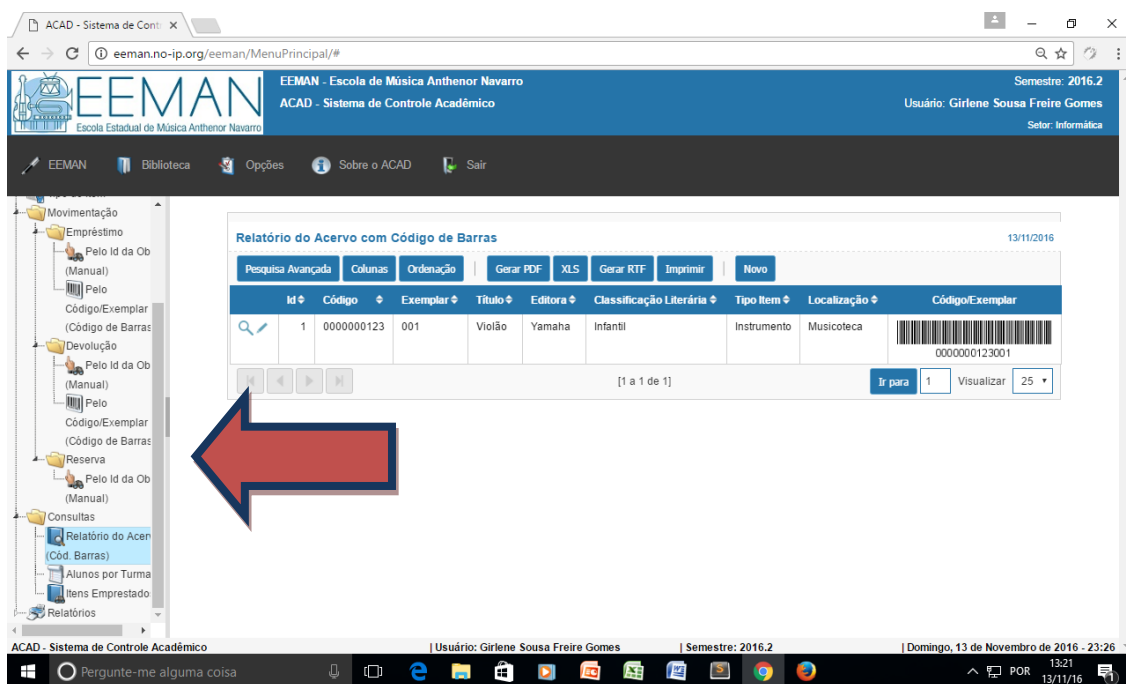 ACAD - Sistema de Cont
eeman.no-ip.org/eeman/MenuPrincipal/#
EEMAN
Escola Estadual de Música Anthenor Navarro
EEMAN - Escola de Música Anthenor Navarro
ACAD - Sistema de Controle Acadêmico
Semestre: 2016.2
Usuário: Girlene Sousa Freire Gomes
Setor: Informática
EEMAN Biblioteca Opções Sobre o ACAD Sair
Movimentação
Empréstimo
Pelo Id da Ob
(Manual)
Pelo
Código/Exemplar
(Código de Barras
Devolução
Pelo Id da Ob
(Manual)
Pelo
Código/Exemplar
(Código de Barras
Reserva
Pelo Id da Ob
(Manual)
Consultas
Relatório do Acer
(Cód. Barras)
Alunos por Turma
Itens Emprestado
Relatórios
Relatório do Acervo com Código de Barras 13/11/2016
Pesquisa Avançada Colunas Ordenação Gerar PDF XLS Gerar RTF Imprimir Novo
Id Código Exemplar Título Editora Classificação Literária Tipo Item Localização Código/Exemplar
1 0000000123 001 Violão Yamaha Infantil Instrumento Musicoteca
0000000123001
[1 a 1 de 1] Ir para 1 Visualizar 25
ACAD - Sistema de Controle Acadêmico | Usuário: Girlene Sousa Freire Gomes | Semestre: 2016.2 | Domingo, 13 de Novembro de 2016 - 23:26
Pergunte-me alguma coisa
POR 13:21
13/11/16